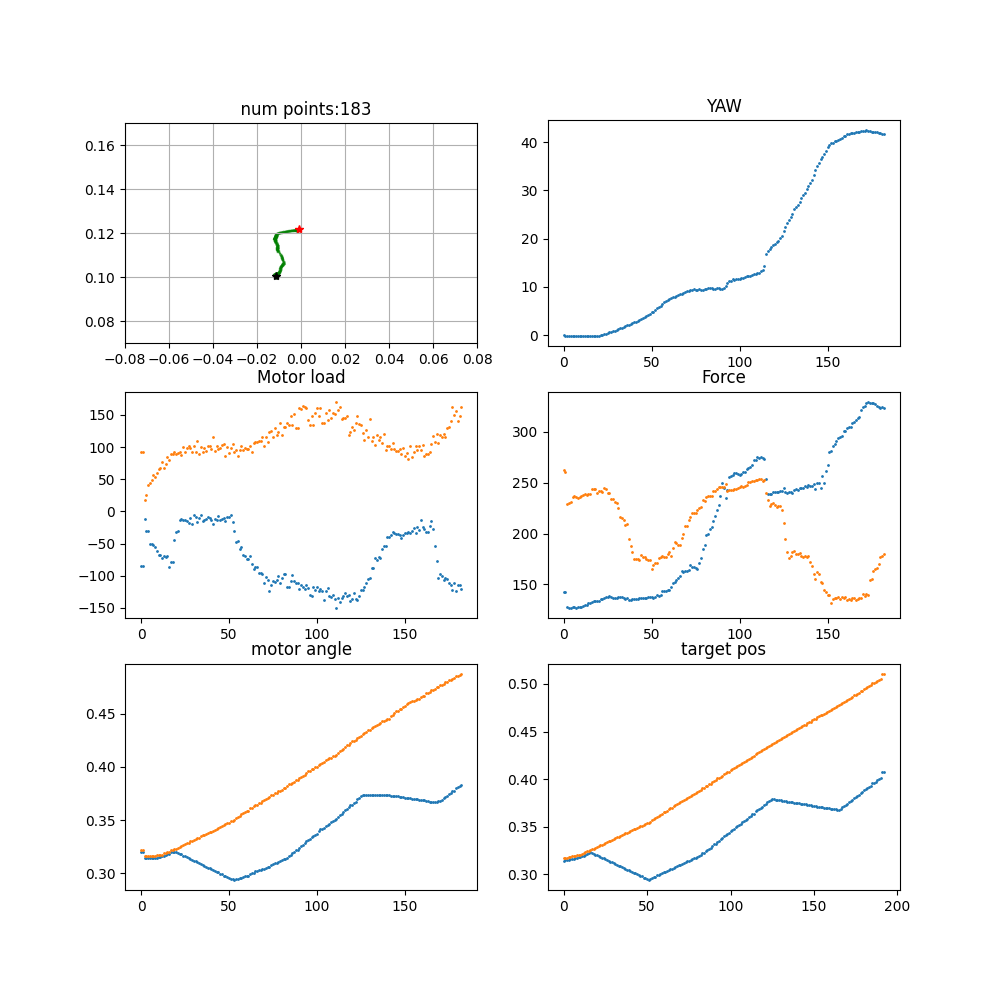 num points:183
0.16
0.14
0.12
0.10
0.08
−0.08 −0.06 −0.04 −0.02 0.00 0.02 0.04 0.06 0.08
YAW
40
30
20
10
0
0 50 100 150
Motor load
150
100
50
0
−50
−100
−150
0 50 100 150
Force
300
250
200
150
0 50 100 150
motor angle
0.45
0.40
0.35
0.30
0 50 100 150
target pos
0.50
0.45
0.40
0.35
0.30
0 50 100 150 200